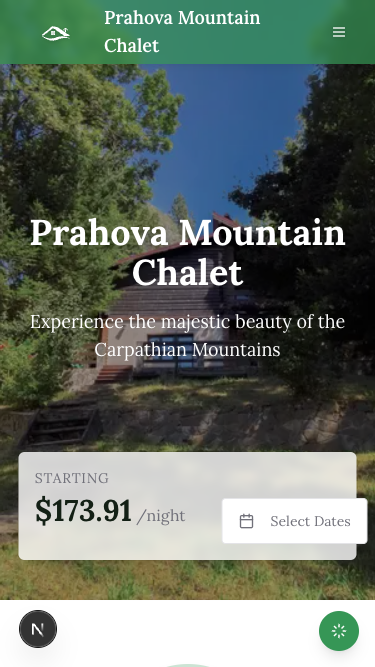 Prahova Mountain
Chalet
Prahova Mountain
Chalet
Experience the majestic beauty of the
Carpathian Mountains
STARTING
$173.91 /night
Select Dates
N